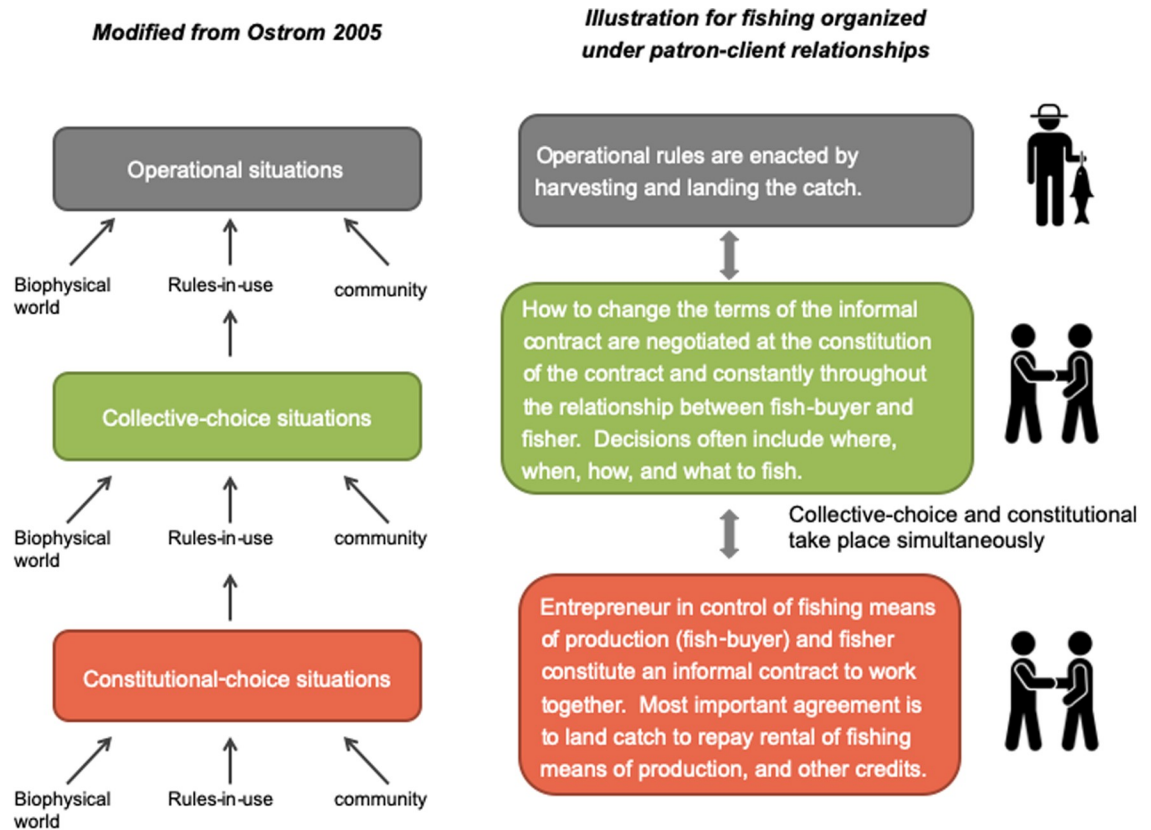 Modified from Ostrom 2005
Illustration for fishing organized
under patron-client relationships
Operational situations
Biophysical
world
Rules-in-use
community
Collective-choice situations
Biophysical
world
Rules-in-use
community
Constitutional-choice situations
Biophysical
world
Rules-in-use
community
Operational rules are enacted by
harvesting and landing the catch.
How to change the terms of the informal
contract are negotiated at the constitution
of the contract and constantly throughout
the relationship between fish-buyer and
fisher. Decisions often include where,
when, how, and what to fish.
Collective-choice and constitutional
take place simultaneously
Entrepreneur in control of fishing means
of production (fish-buyer) and fisher
constitute an informal contract to work
together. Most important agreement is
to land catch to repay rental of fishing
means of production, and other credits.